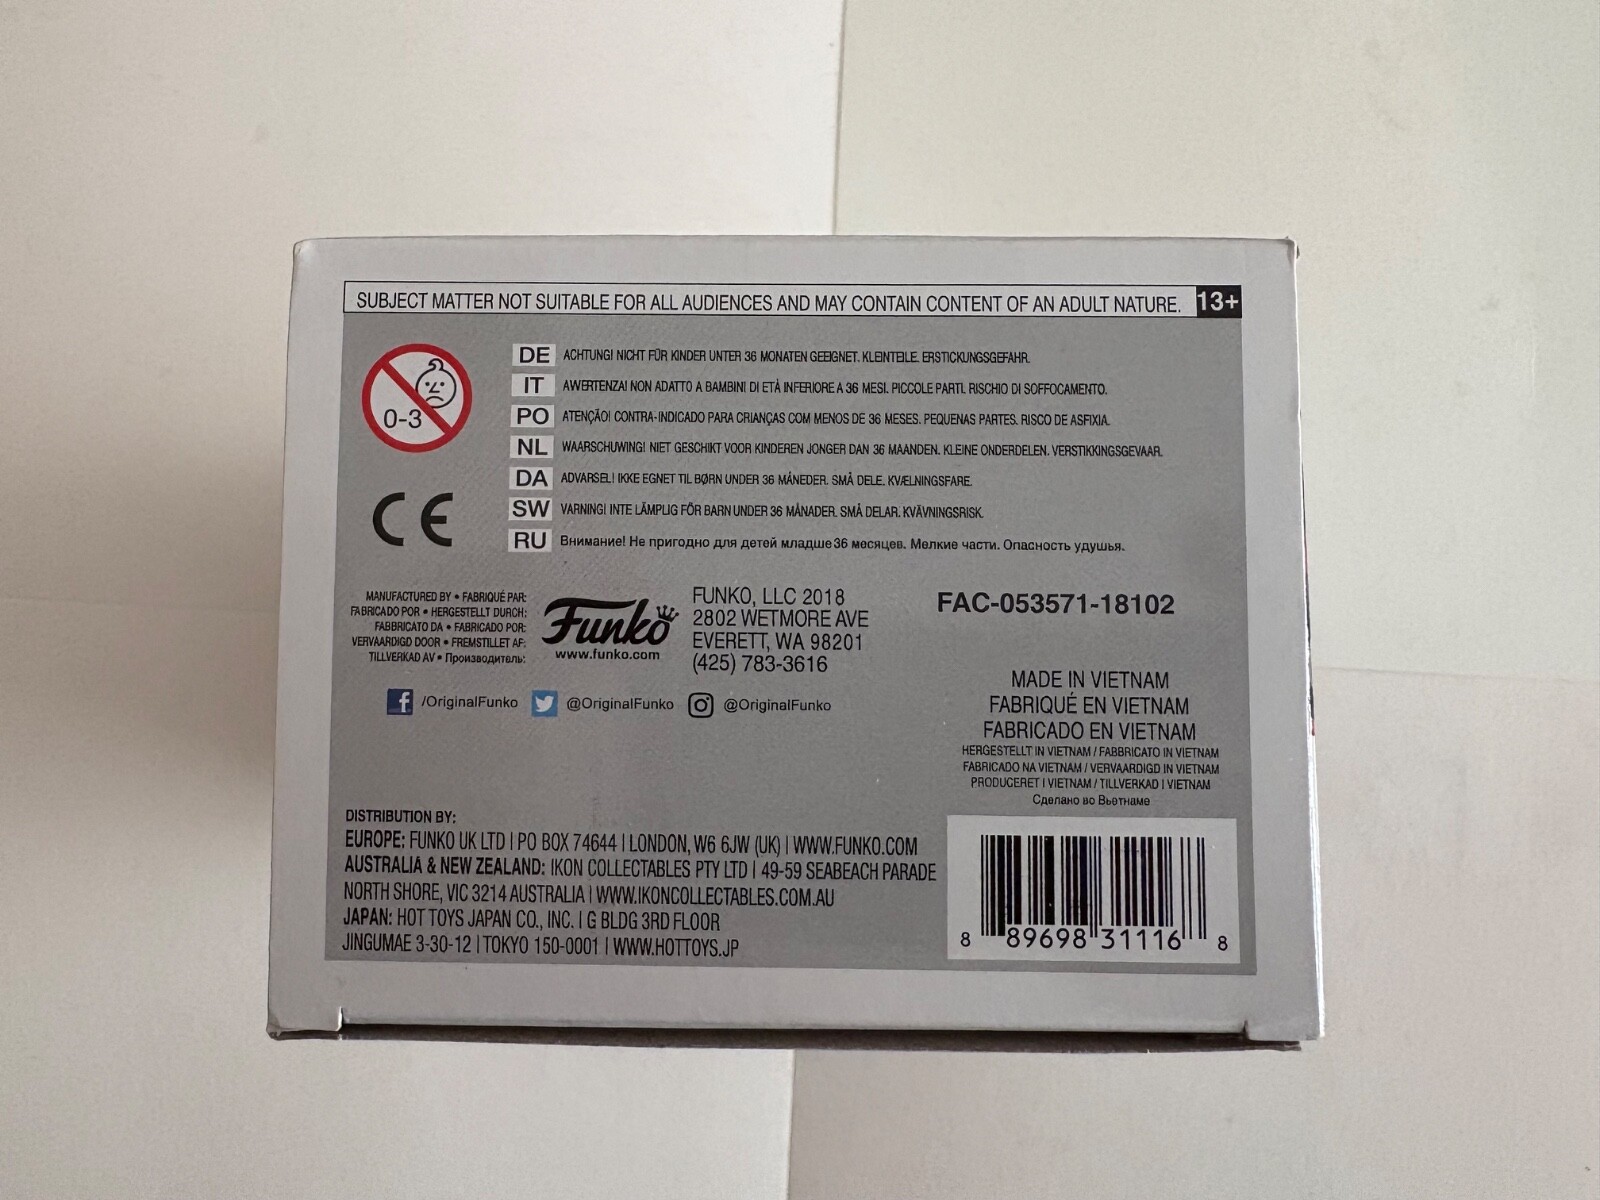 SUBJECT MATTER NOT SUITABLE FOR ALL AUDIENCES AND MAY CONTAIN CONTENT OF AN ADULT NATURE. 13+
0-3
DE ACHTUNG! NICHT FÜR KINDER UNTER 36 MONATEN GEEIGNET. KLEINTEILE. ERSTICKUNGSGEFAHR.
IT AWERTENZA! NON ADATTO A BAMBINI DI ETÀ INFERIORE A 36 MESI. PICCOLE PARTI. RISCHIO DI SOFFOCAMENTO.
PO ATENÇÃO! CONTRA-INDICADO PARA CRIANÇAS COM MENOS DE 36 MESES. PEQUENAS PARTES. RISCO DE ASFIXIA.
NL WAARSCHUWING! NIET GESCHIKT VOOR KINDEREN JONGER DAN 36 MAANDEN. KLEINE ONDERDELEN. VERSTIKKINGSGEVAAR.
DA ADVARSEL! IKKE EGNET TIL BØRN UNDER 36 MÅNEDER. SMÅ DELE. KVÆLNINGSFARE.
SW VARNING! INTE LÄMPLIG FÖR BARN UNDER 36 MÅNADER. SMÅ DELAR. KVÄVNINGSRISK.
RU Внимание! Не пригодно для детей младше 36 месяцев. Мелкие части. Опасность удушья.
CE
MANUFACTURED BY • FABRIQUÉ PAR:
FABRICADO POR • HERGESTELLT DURCH:
FABBRICATO DA • FABRICADO POR:
VERVAARDIGD DOOR • FREMSTILLET AF:
TILLVERKAD AV • Производитель:
Funko
www.funko.com
FUNKO, LLC 2018
2802 WETMORE AVE
EVERETT, WA 98201
(425) 783-3616
FAC-053571-18102
f /OriginalFunko @OriginalFunko @OriginalFunko
MADE IN VIETNAM
FABRIQUÉ EN VIETNAM
FABRICADO EN VIETNAM
HERGESTELLT IN VIETNAM / FABBRICATO IN VIETNAM
FABRICADO NA VIETNAM / VERVAARDIGD IN VIETNAM
PRODUCERET I VIETNAM / TILLVERKAD I VIETNAM
Сделано во Вьетнаме
DISTRIBUTION BY:
EUROPE: FUNKO UK LTD | PO BOX 74644 | LONDON, W6 6JW (UK) | WWW.FUNKO.COM
AUSTRALIA & NEW ZEALAND: IKON COLLECTABLES PTY LTD | 49-59 SEABEACH PARADE
NORTH SHORE, VIC 3214 AUSTRALIA | WWW.IKONCOLLECTABLES.COM.AU
JAPAN: HOT TOYS JAPAN CO., INC. | G BLDG 3RD FLOOR
JINGUMAE 3-30-12 | TOKYO 150-0001 | WWW.HOTTOYS.JP
8 89698 31116 8